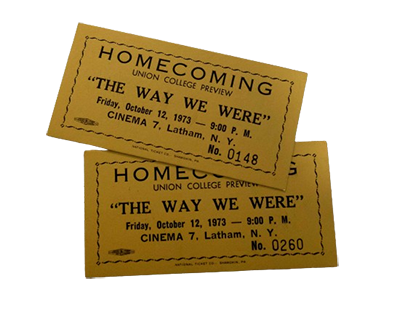 HOMECOMING
UNION COLLEGE PREVIEW
"THE WAY WE WERE"
Friday, October 12, 1973 — 9:00 P. M.
CINEMA 7, Latham, N. Y.
No. 0148
HOMECOMING
UNION COLLEGE PREVIEW
"THE WAY WE WERE"
Friday, October 12, 1973 — 9:00 P. M.
CINEMA 7, Latham, N. Y.
No. 0260